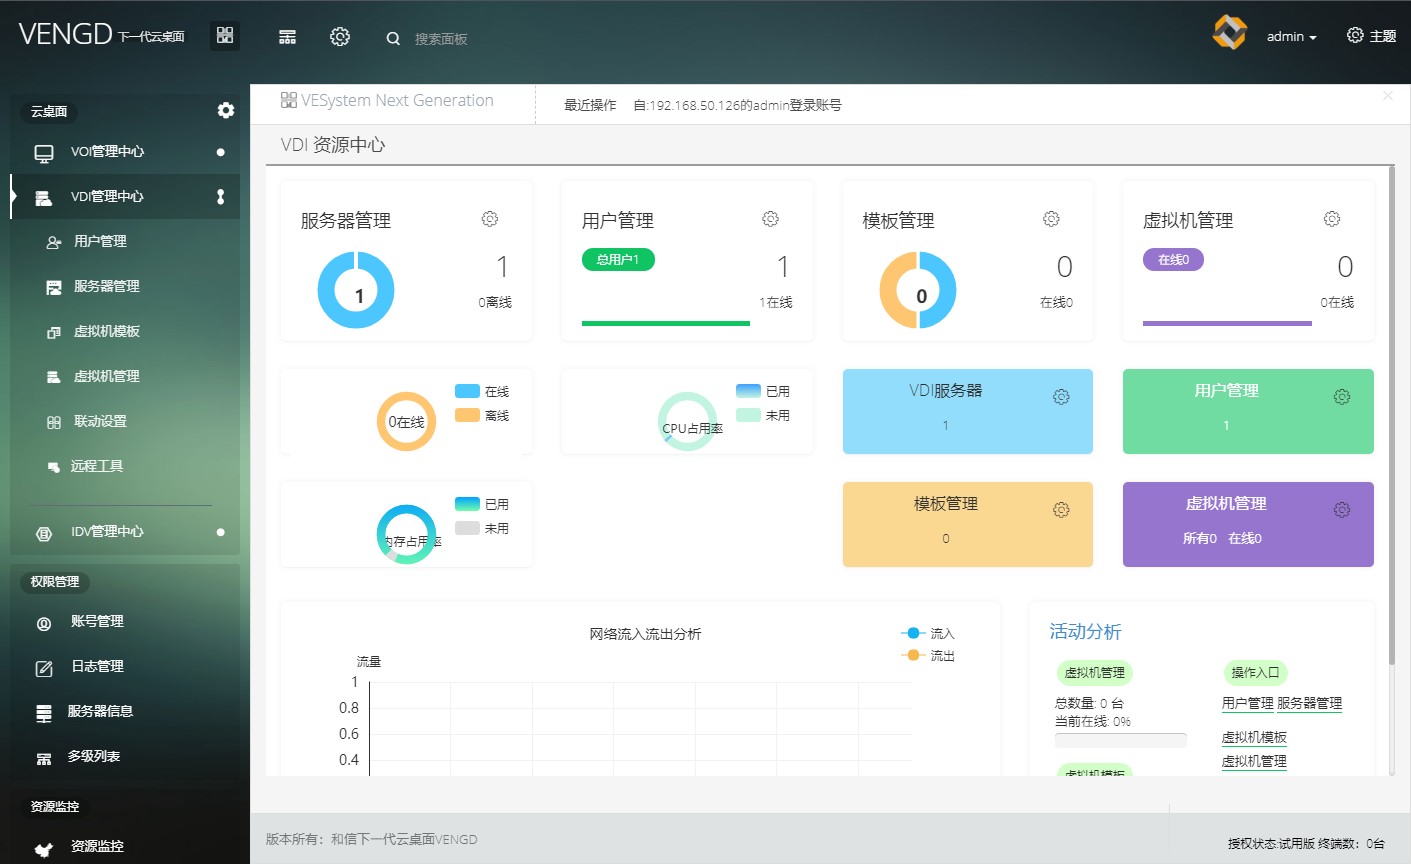 VENGD 下一代云桌面
搜索面板
admin
主题
云桌面
VOI管理中心
VDI管理中心
用户管理
服务器管理
虚拟机模板
虚拟机管理
联动设置
远程工具
IDV管理中心
权限管理
账号管理
日志管理
服务器信息
多级列表
资源监控
资源监控
VESystem Next Generation
最近操作 自:192.168.50.126的admin登录账号
VDI 资源中心
服务器管理
1
1
0离线
用户管理
总用户1
1
1在线
模板管理
0
0
在线0
虚拟机管理
在线0
0
0在线
0在线
在线
离线
CPU占用率
已用
未用
VDI服务器
1
用户管理
1
内存占用率
已用
未用
模板管理
0
虚拟机管理
所有0 在线0
网络流入流出分析
流入
流出
流量
1
0.8
0.6
0.4
活动分析
虚拟机管理
总数量: 0 台
当前在线: 0%
虚拟机模板
操作入口
用户管理 服务器管理
虚拟机模板
虚拟机管理
版本所有：和信下一代云桌面VENGD
授权状态:试用版 终端数：0台